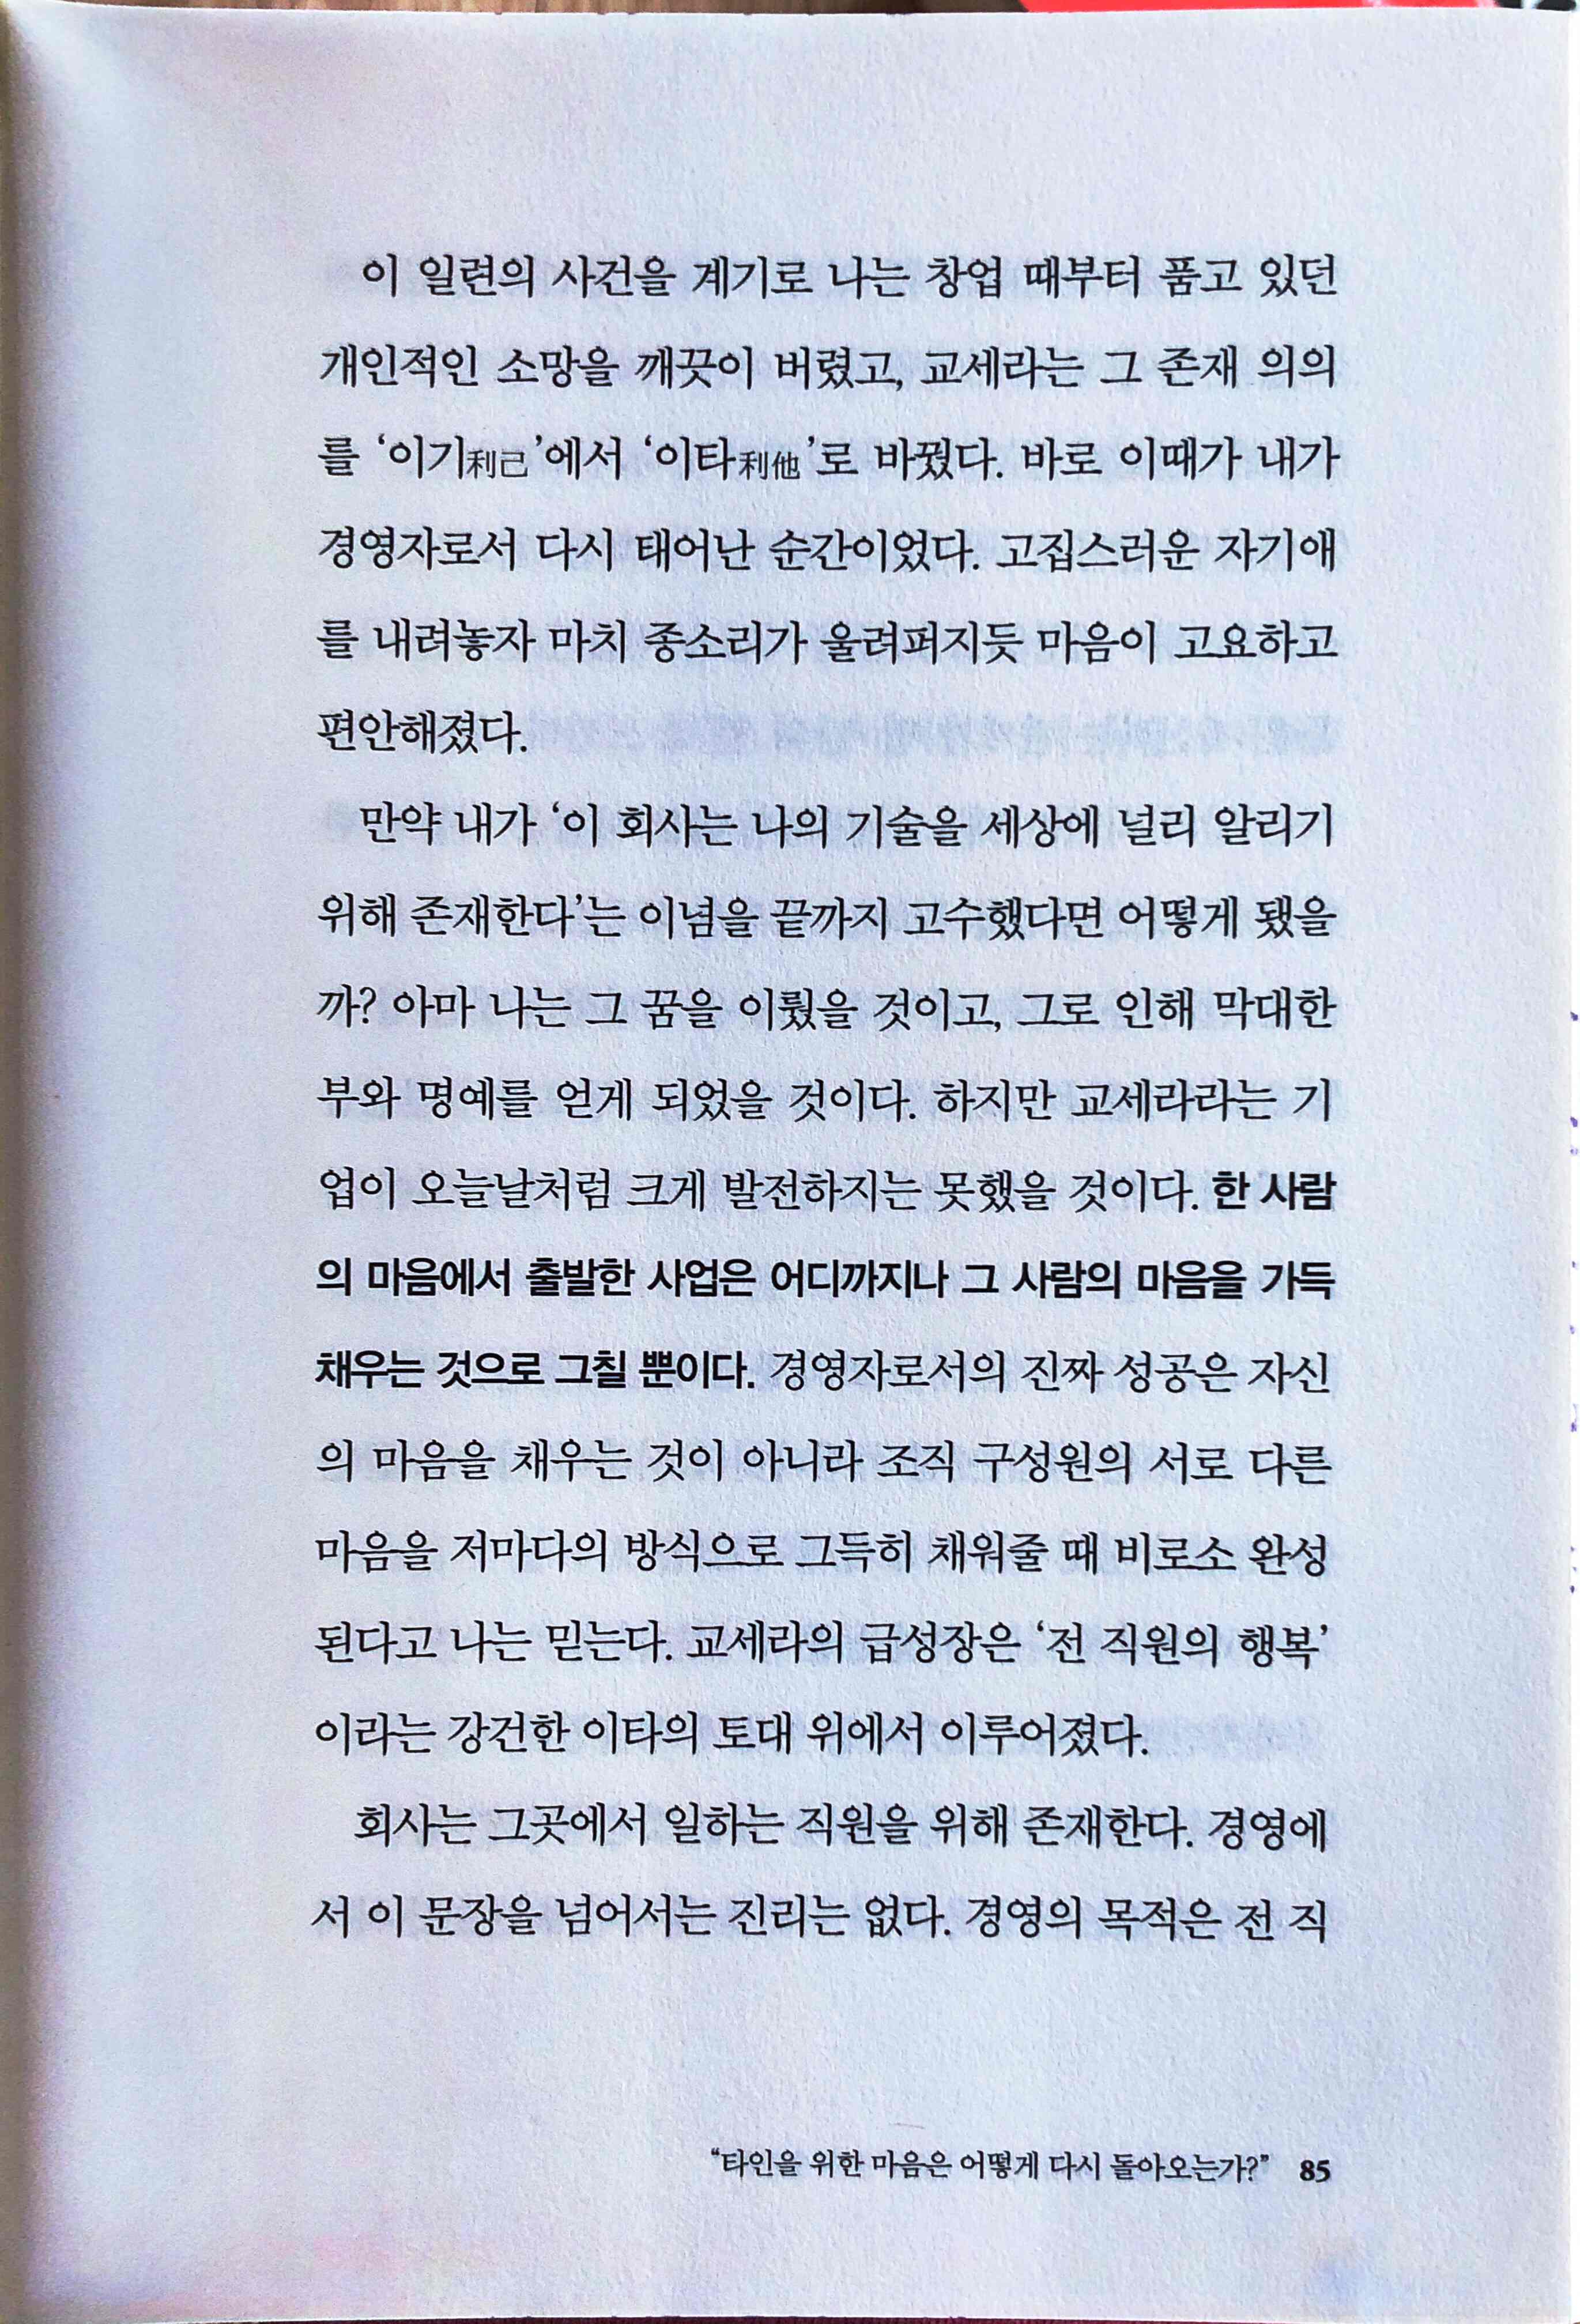 이 일련의 사건을 계기로 나는 창업 때부터 품고 있던
개인적인 소망을 깨끗이 버렸고, 교세라는 그 존재 의의
를 ‘이기利己’에서 ‘이타利他’로 바꿨다. 바로 이때가 내가
경영자로서 다시 태어난 순간이었다. 고집스러운 자기애
를 내려놓자 마치 종소리가 울려퍼지듯 마음이 고요하고
편안해졌다.
만약 내가 ‘이 회사는 나의 기술을 세상에 널리 알리기
위해 존재한다’는 이념을 끝까지 고수했다면 어떻게 됐을
까? 아마 나는 그 꿈을 이뤘을 것이고, 그로 인해 막대한
부와 명예를 얻게 되었을 것이다. 하지만 교세라라는 기
업이 오늘날처럼 크게 발전하지는 못했을 것이다. 한 사람
의 마음에서 출발한 사업은 어디까지나 그 사람의 마음을 가득
채우는 것으로 그칠 뿐이다. 경영자로서의 진짜 성공은 자신
의 마음을 채우는 것이 아니라 조직 구성원의 서로 다른
마음을 저마다의 방식으로 그득히 채워줄 때 비로소 완성
된다고 나는 믿는다. 교세라의 급성장은 ‘전 직원의 행복’
이라는 강건한 이타의 토대 위에서 이루어졌다.
회사는 그곳에서 일하는 직원을 위해 존재한다. 경영에
서 이 문장을 넘어서는 진리는 없다. 경영의 목적은 전 직
“타인을 위한 마음은 어떻게 다시 돌아오는가?” 85